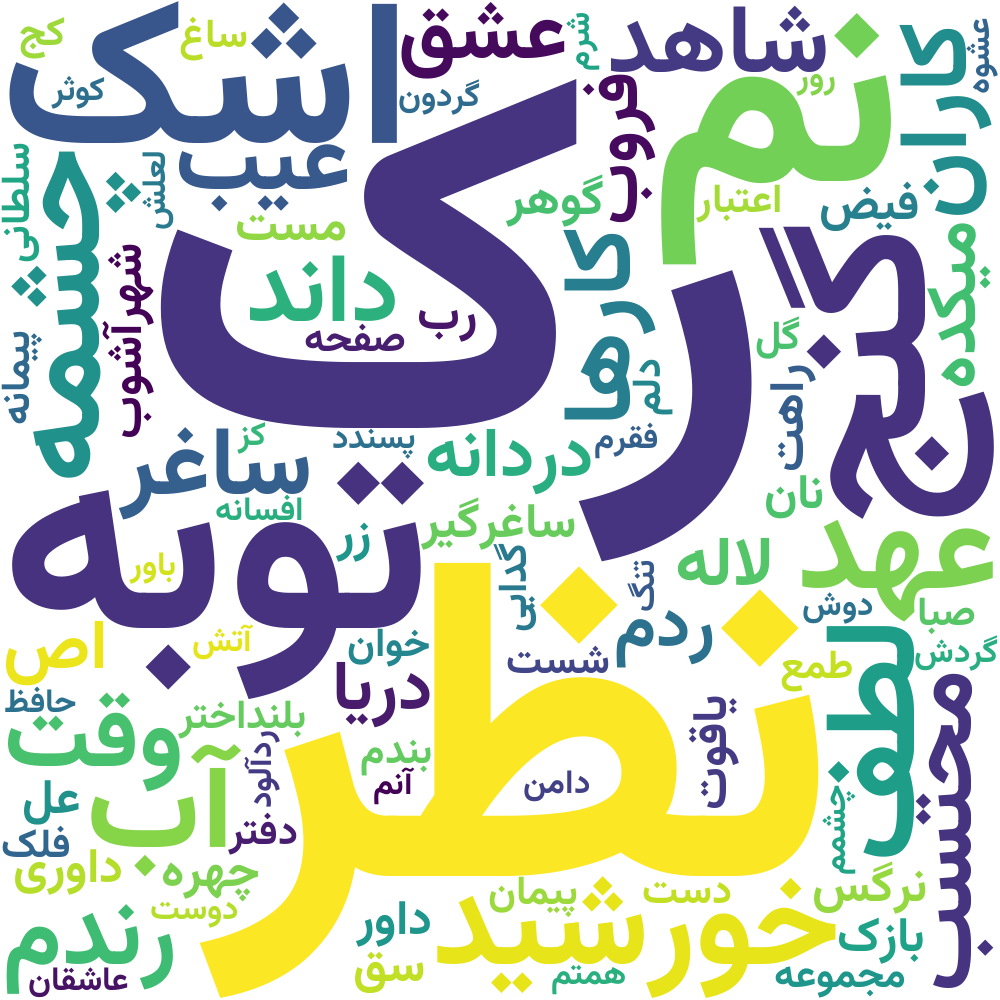 اشک
کج
ساغ
کوثر
عشق
شرم
شاهد
نم
رور
عشوه
کاران
گردون
فروب
عیب
لعلش
سلطانی
حسمه
ش
مست
گوهر
اعتبار
فیض
ک
ر
گنج
میکده
کارها
داند
رب
صفحه
شهرآشوب
پیمانه
گل
راهت
دلم
کز
پسندد
فقرم
دردانه
ساغر
افسانه
زر
ساغرگیر
نان
توبه
باور
گدایی
تنگ
لاله
عهد
دوش
صبا
نظر
ردم
شست
خوان
آتش
اص
طمع
لطف
گردش
دریا
حافظ
وقت
بلنداختر
ردآلود
بندم
آنم
دامن
یاقوت
محتسب
عل
آب
دفتر
فلک
چشمم
داوری
چهره
پیمان
دست
نرگس
دوست
داور
خورشید
بازک
رندم
عاشقان
سق
همتم
مجموعه